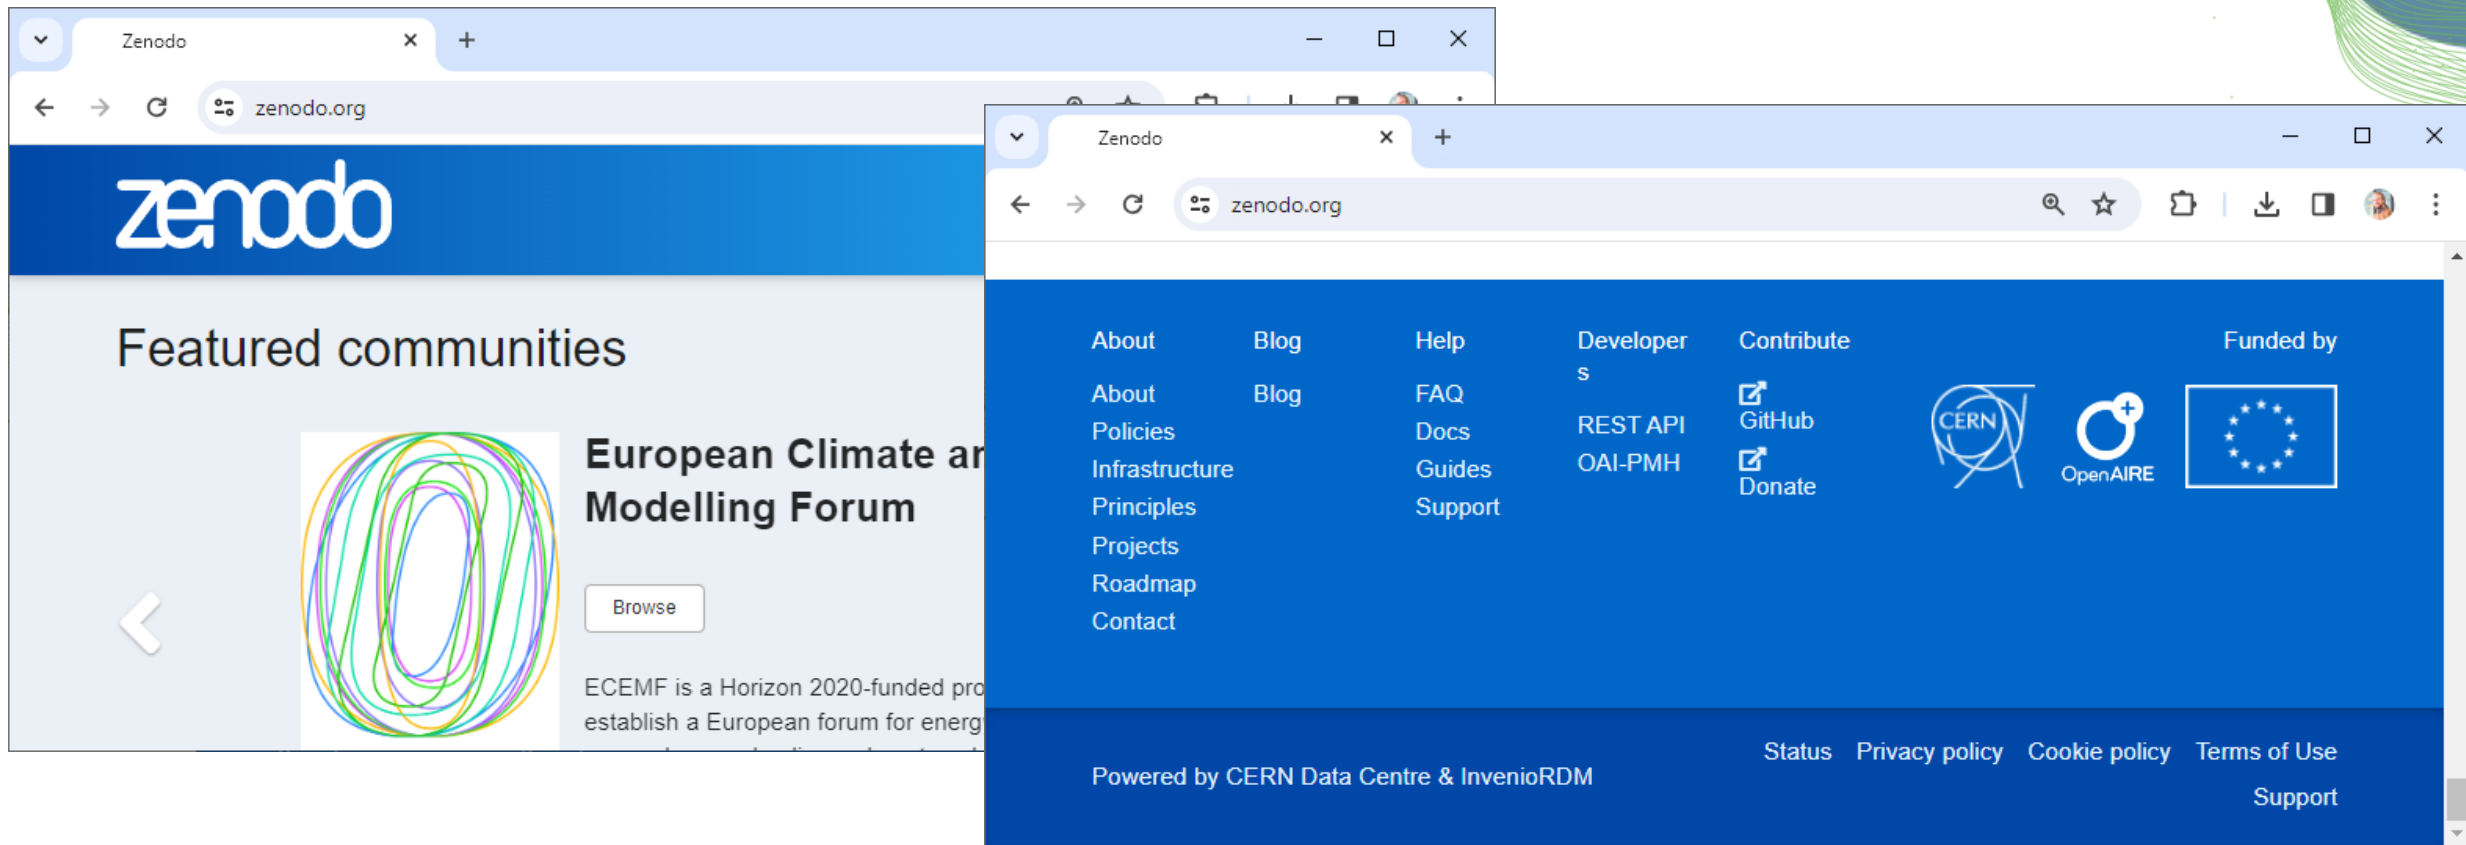 Zenodo
zenodo.org
zenodo
Featured communities
European Climate
Modelling Forum
Browse
ECEMF is a Horizon 2020-funded
establish a European forum for
Zenodo
zenodo.org
About
About
Policies
Infrastructure
Principles
Projects
Roadmap
Contact
Blog
Blog
Help
FAQ
Docs
Guides
Support
Developer
s
REST API
OAI-PMH
Contribute
GitHub
Donate
Funded by
CERN
OpenAIRE
Powered by CERN Data Centre & InvenioRDM
Status Privacy policy Cookie policy Terms of Use
Support